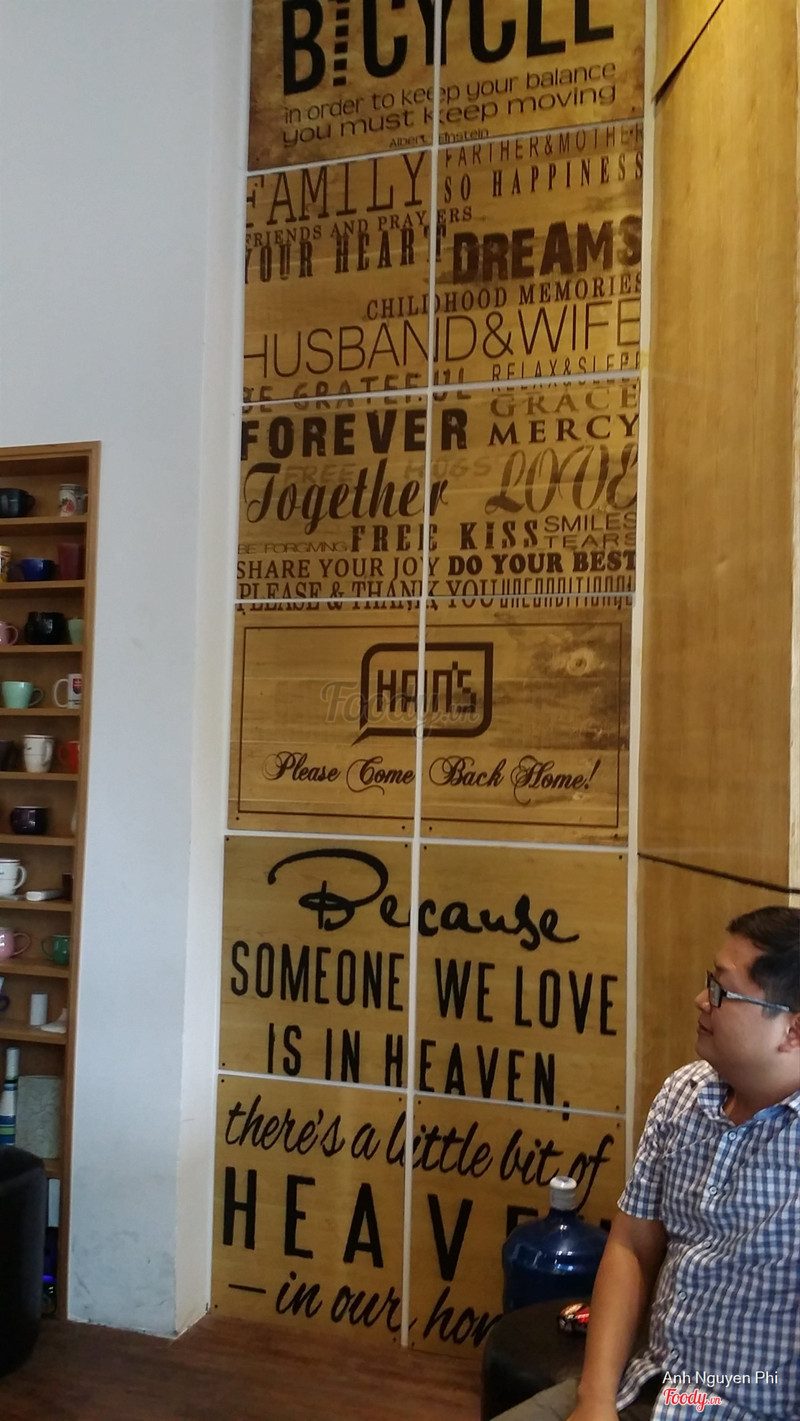 BICYCLE
in order to keep your balance
you must keep moving
Albert Einstein
FAMILY
FARTHER&MOTHER
SO HAPPINESS
FRIENDS AND PRAYERS
YOUR HEART
DREAMS
CHILDHOOD MEMORIES
HUSBAND&WIFE
BE GRATEFUL
RELAX&SLEEP
FOREVER
GRACE
MERCY
FREE HUGS
Together
LOVE
BE FORGIVING
FREE KISS
SMILES
TEARS
SHARE YOUR JOY DO YOUR BEST
PLEASE & THANK YOU UNCONDITIONAL
HAIN'S
Please Come Back Home!
Because
SOMEONE WE LOVE
IS IN HEAVEN,
there's a little bit of
HEAVEN
— in our hom
Foody.vn
Anh Nguyen Phi
Foody.vn